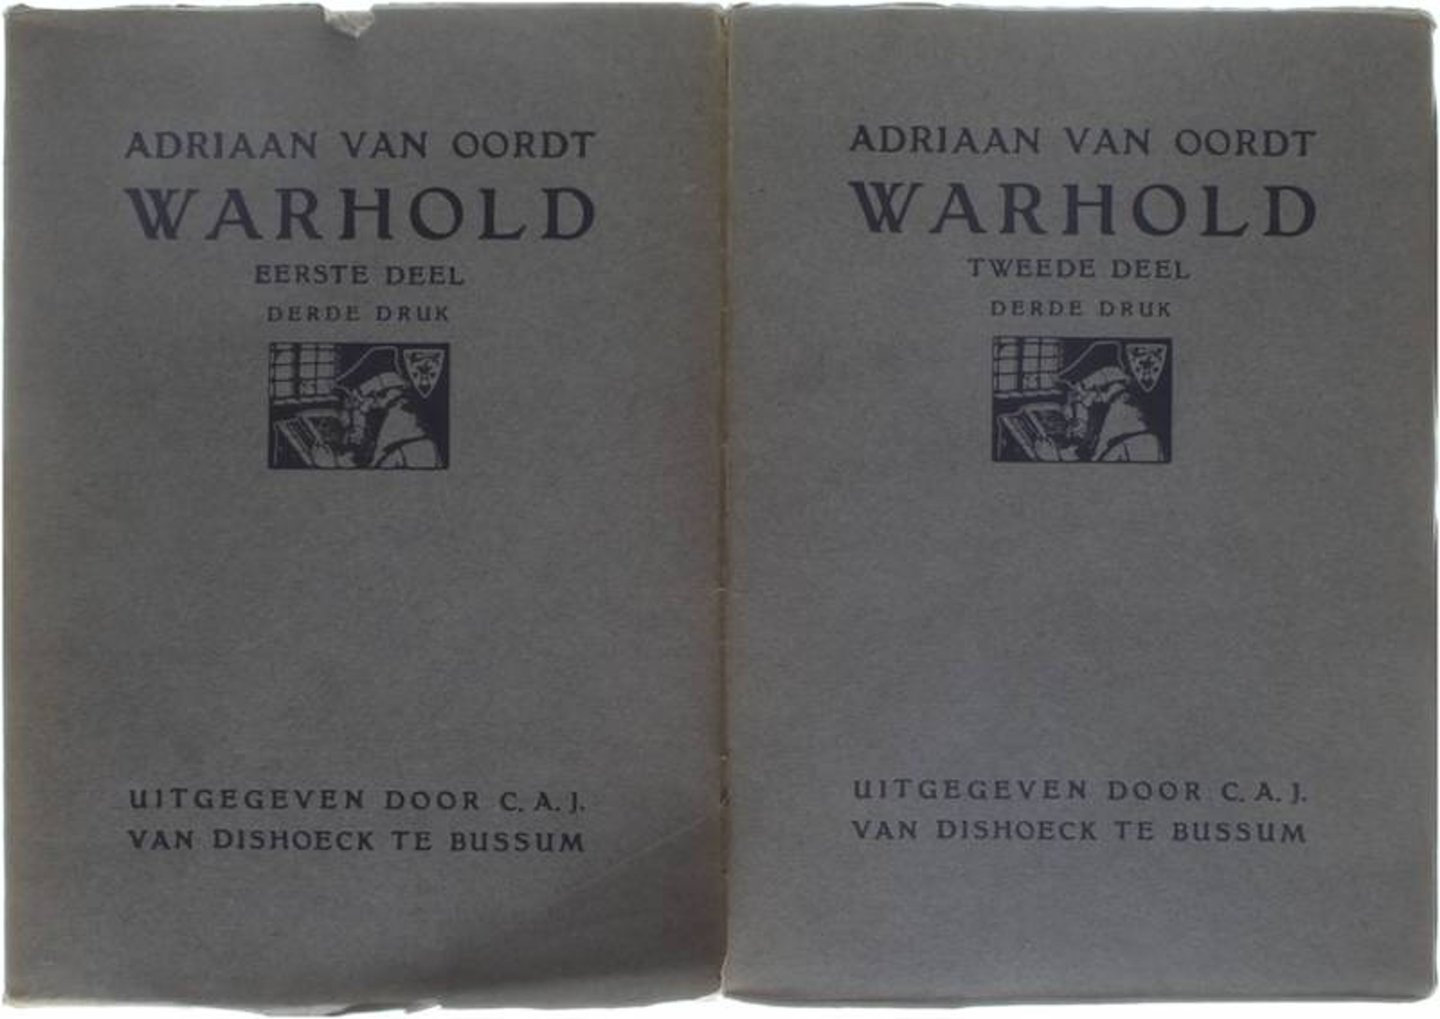 ADRIAAN VAN OORDT
WARHOLD
EERSTE DEEL
DERDE DRUK
UITGEGEVEN DOOR C. A. J.
VAN DISHOECK TE BUSSUM
ADRIAAN VAN OORDT
WARHOLD
TWEEDE DEEL
DERDE DRUK
UITGEGEVEN DOOR C. A. J.
VAN DISHOECK TE BUSSUM